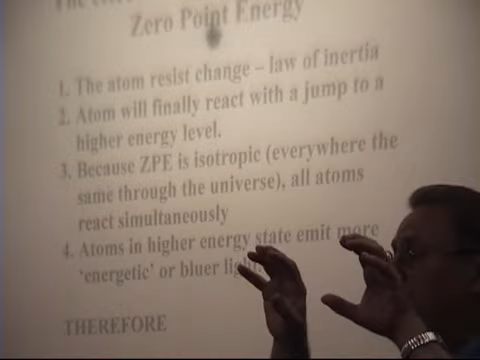 Zero Point Energy
1. The atom resist change – law of inertia
2. Atom will finally react with a jump to a
higher energy level.
3. Because ZPE is isotropic (everywhere the
same through the universe), all atoms
react simultaneously
4. Atoms in higher energy state emit more
‘energetic’ or bluer light.
THEREFORE